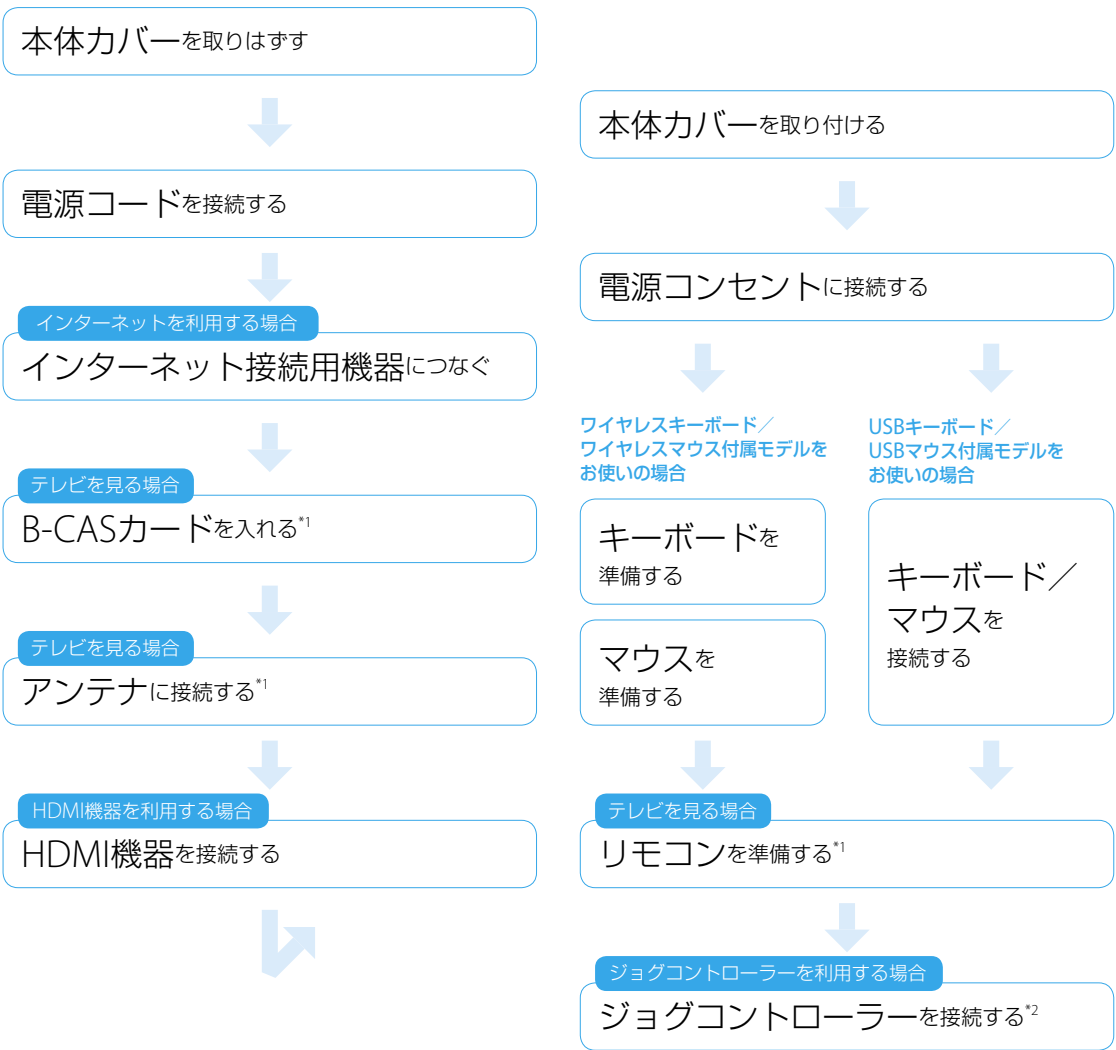 本体カバーを取りはずす
電源コードを接続する
インターネットを利用する場合
インターネット接続用機器につなぐ
テレビを見る場合
B-CASカードを入れる*1
テレビを見る場合
アンテナに接続する*1
HDMI機器を利用する場合
HDMI機器を接続する
本体カバーを取り付ける
電源コンセントに接続する
ワイヤレスキーボード／
ワイヤレスマウス付属モデルを
お使いの場合
キーボードを
準備する
マウスを
準備する
USBキーボード／
USBマウス付属モデルを
お使いの場合
キーボード／
マウスを
接続する
テレビを見る場合
リモコンを準備する*1
ジョグコントローラーを利用する場合
ジョグコントローラーを接続する*2